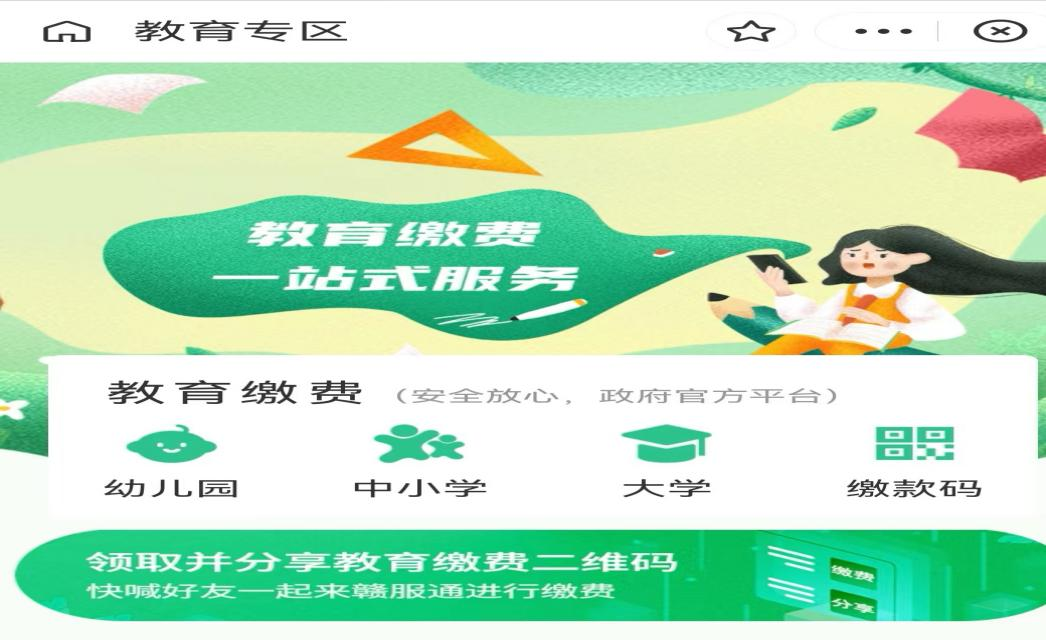 教育专区
教育缴费
一站式服务
教育缴费（安全放心，政府官方平台）
幼儿园 中小学 大学 缴款码
领取并分享教育缴费二维码
快喊好友一起来赣服通进行缴费
缴费
分享